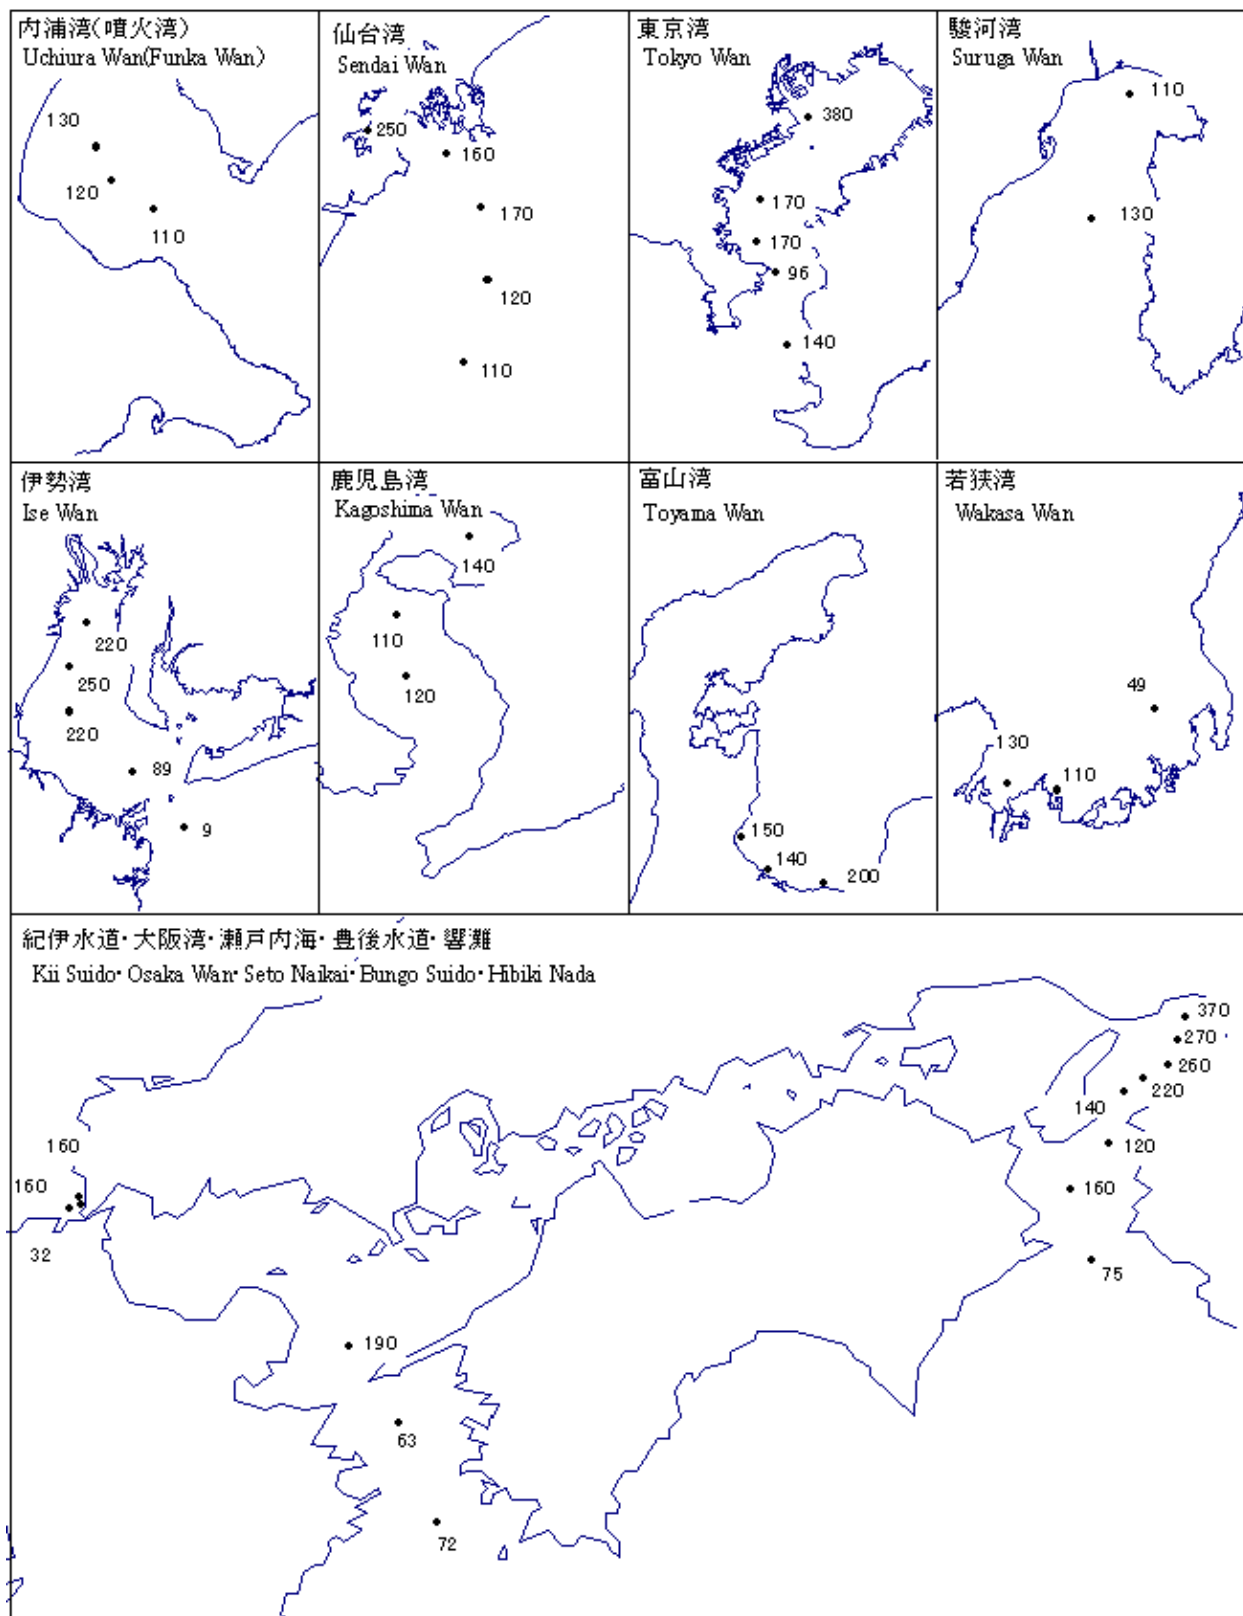 内浦湾(噴火湾)
Uchiura Wan(Funka Wan)
130
120
110
仙台湾
Sendai Wan
250
160
170
120
110
東京湾
Tokyo Wan
380
170
170
96
140
駿河湾
Suruga Wan
110
130
伊勢湾
Ise Wan
220
250
220
89
9
鹿児島湾
Kagoshima Wan
140
110
120
富山湾
Toyama Wan
150
140
200
若狭湾
Wakasa Wan
49
130
110
紀伊水道・大阪湾・瀬戸内海・豊後水道・響灘
Kii Suido・Osaka Wan・Seto Naikai・Bungo Suido・Hibiki Nada
370
270
260
220
140
120
160
160
160
32
75
190
63
72